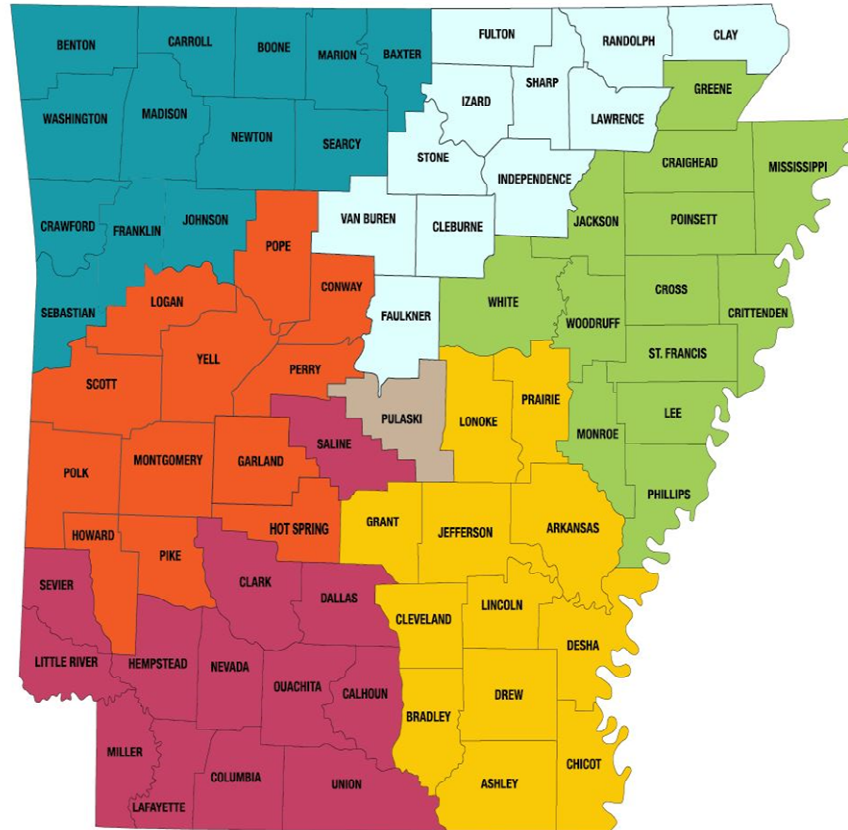 BENTON
CARROLL
BOONE
MARION
BAXTER
FULTON
RANDOLPH
CLAY
SHARP
GREENE
IZARD
WASHINGTON
MADISON
LAWRENCE
NEWTON
SEARCY
STONE
CRAIGHEAD
MISSISSIPPI
INDEPENDENCE
CRAWFORD
FRANKLIN
JOHNSON
VAN BUREN
CLEBURNE
JACKSON
POINSETT
POPE
CONWAY
CROSS
LOGAN
WHITE
SEBASTIAN
FAULKNER
WOODRUFF
CRITTENDEN
ST. FRANCIS
YELL
PERRY
SCOTT
PRAIRIE
PULASKI
LONOKE
LEE
MONROE
SALINE
MONTGOMERY
GARLAND
POLK
PHILLIPS
GRANT
HOT SPRING
JEFFERSON
ARKANSAS
HOWARD
PIKE
SEVIER
CLARK
DALLAS
LINCOLN
CLEVELAND
DESHA
LITTLE RIVER
HEMPSTEAD
NEVADA
OUACHITA
CALHOUN
DREW
BRADLEY
MILLER
CHICOT
COLUMBIA
UNION
ASHLEY
LAFAYETTE